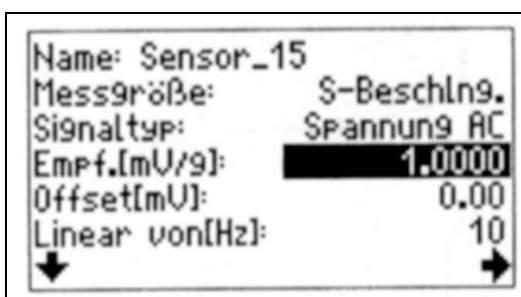 Name: Sensor_15
Messgröße: S-Beschlng.
Signaltyp: Spannung AC
Empf.[mV/g]: 1.0000
Offset[mV]: 0.00
Linear von[Hz]: 10